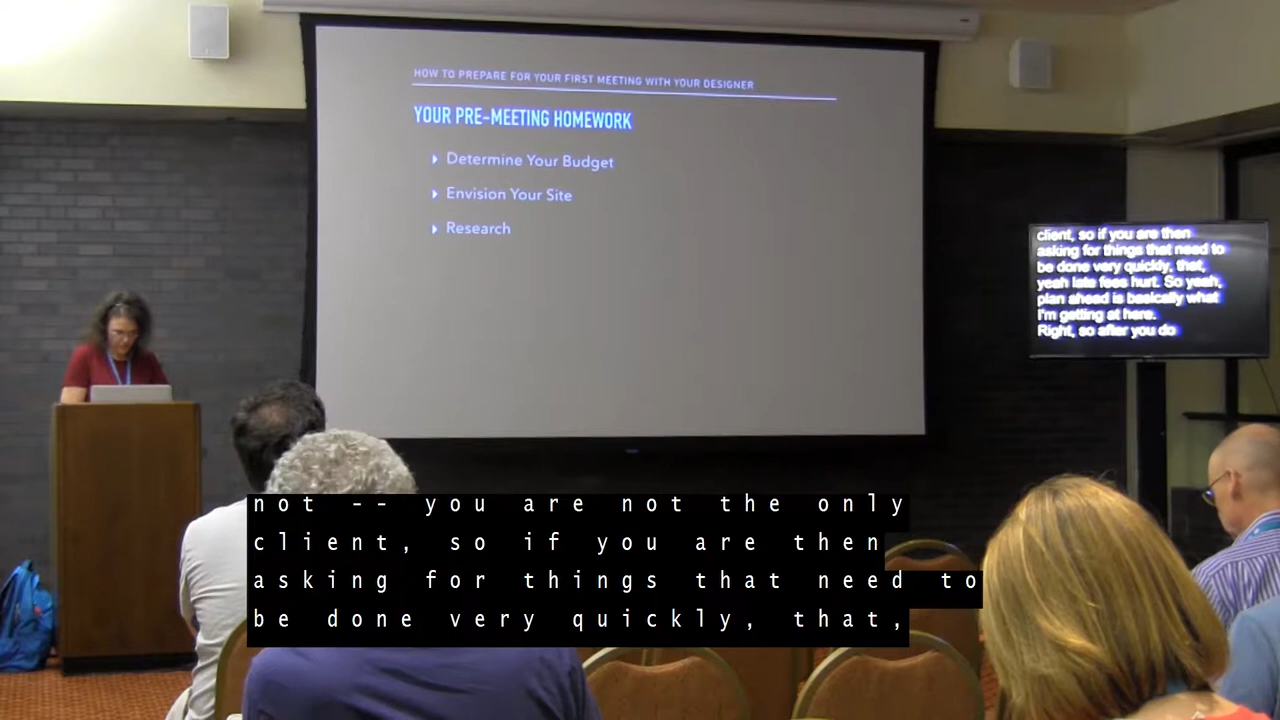 HOW TO PREPARE FOR YOUR FIRST MEETING WITH YOUR DESIGNER
YOUR PRE-MEETING HOMEWORK
Determine Your Budget
Envision Your Site
Research
client, so if you are then
asking for things that need to
be done very quickly, that,
yeah late fees hurt. So yeah,
plan ahead is basically what
I'm getting at here.
Right, so after you do
not -- you are not the only
client, so if you are then
asking for things that need to
be done very quickly, that,